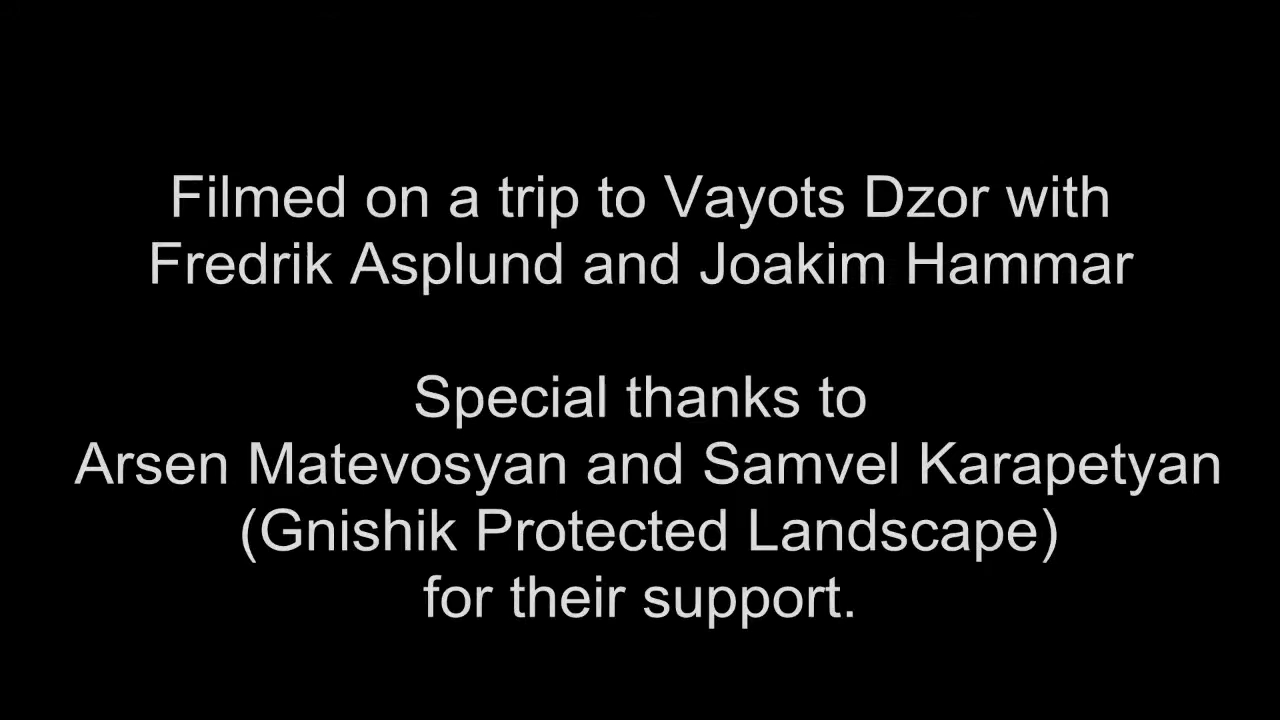 Filmed on a trip to Vayots Dzor with
Fredrik Asplund and Joakim Hammar
Special thanks to
Arsen Matevosyan and Samvel Karapetyan
(Gnishik Protected Landscape)
for their support.